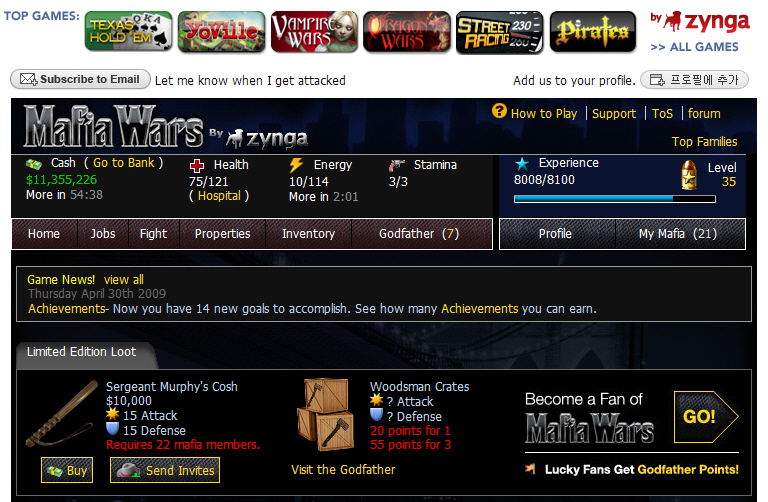 TOP GAMES:
TEXAS HOLD'EM
YoVille
VAMPIRE WARS
DRAGON WARS
STREET RACING
230
Pirates
by zynga
>> ALL GAMES
Subscribe to Email
Let me know when I get attacked
Add us to your profile.
프로필에 추가
Mafia Wars By zynga
How to Play | Support | ToS | forum
Top Families
Cash ( Go to Bank )
$11,355,226
More in 54:38
Health
75/121
( Hospital )
Energy
10/114
More in 2:01
Stamina
3/3
Experience
8008/8100
Level
35
Home
Jobs
Fight
Properties
Inventory
Godfather (7)
Profile
My Mafia (21)
Game News! view all
Thursday April 30th 2009
Achievements- Now you have 14 new goals to accomplish. See how many Achievements you can earn.
Limited Edition Loot
Sergeant Murphy's Cosh
$10,000
15 Attack
15 Defense
Requires 22 mafia members.
Buy
Send Invites
Woodsman Crates
? Attack
? Defense
20 points for 1
55 points for 3
Visit the Godfather
Become a Fan of
Mafia Wars
GO!
Lucky Fans Get Godfather Points!